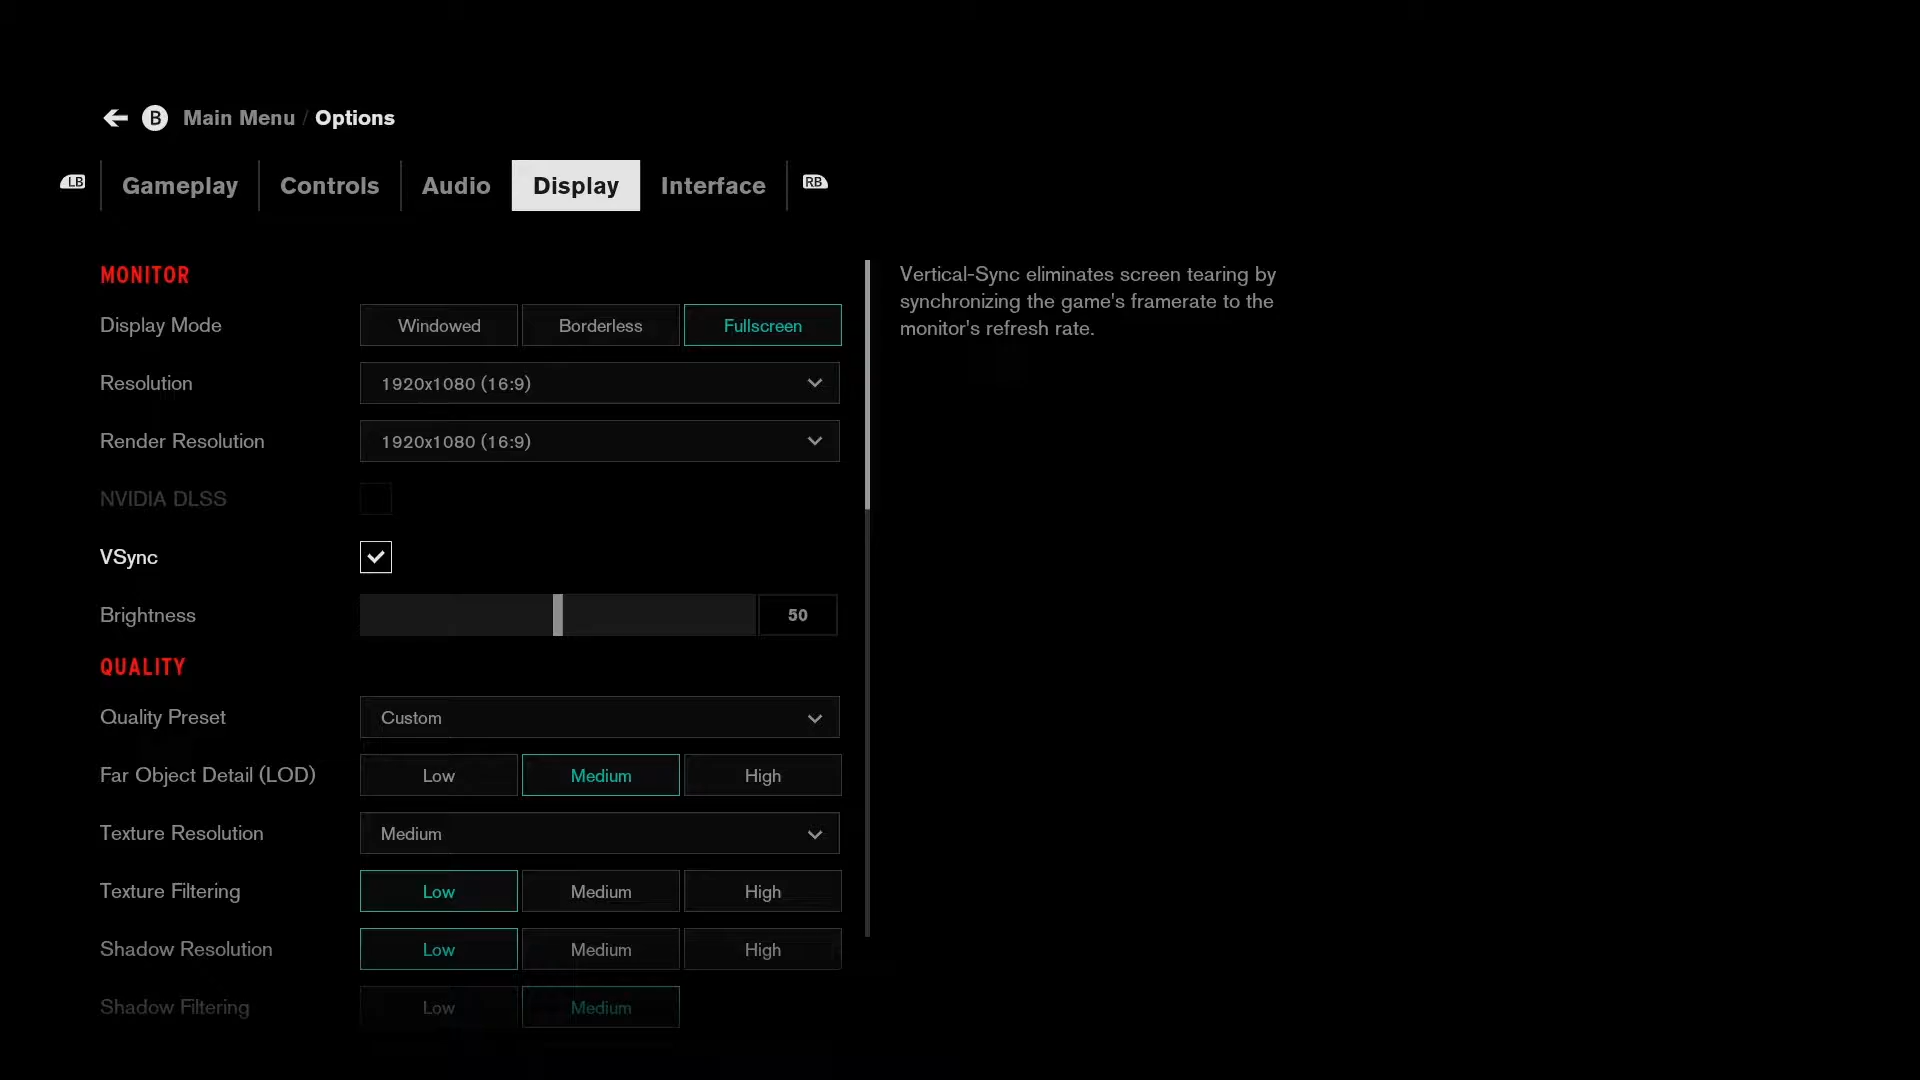 B Main Menu / Options
LB Gameplay Controls Audio Display Interface RB
MONITOR
Display Mode Windowed Borderless Fullscreen
Resolution 1920x1080 (16:9)
Render Resolution 1920x1080 (16:9)
NVIDIA DLSS
VSync
Brightness 50
QUALITY
Quality Preset Custom
Far Object Detail (LOD) Low Medium High
Texture Resolution Medium
Texture Filtering Low Medium High
Shadow Resolution Low Medium High
Shadow Filtering Low Medium
Vertical-Sync eliminates screen tearing by
synchronizing the game's framerate to the
monitor's refresh rate.